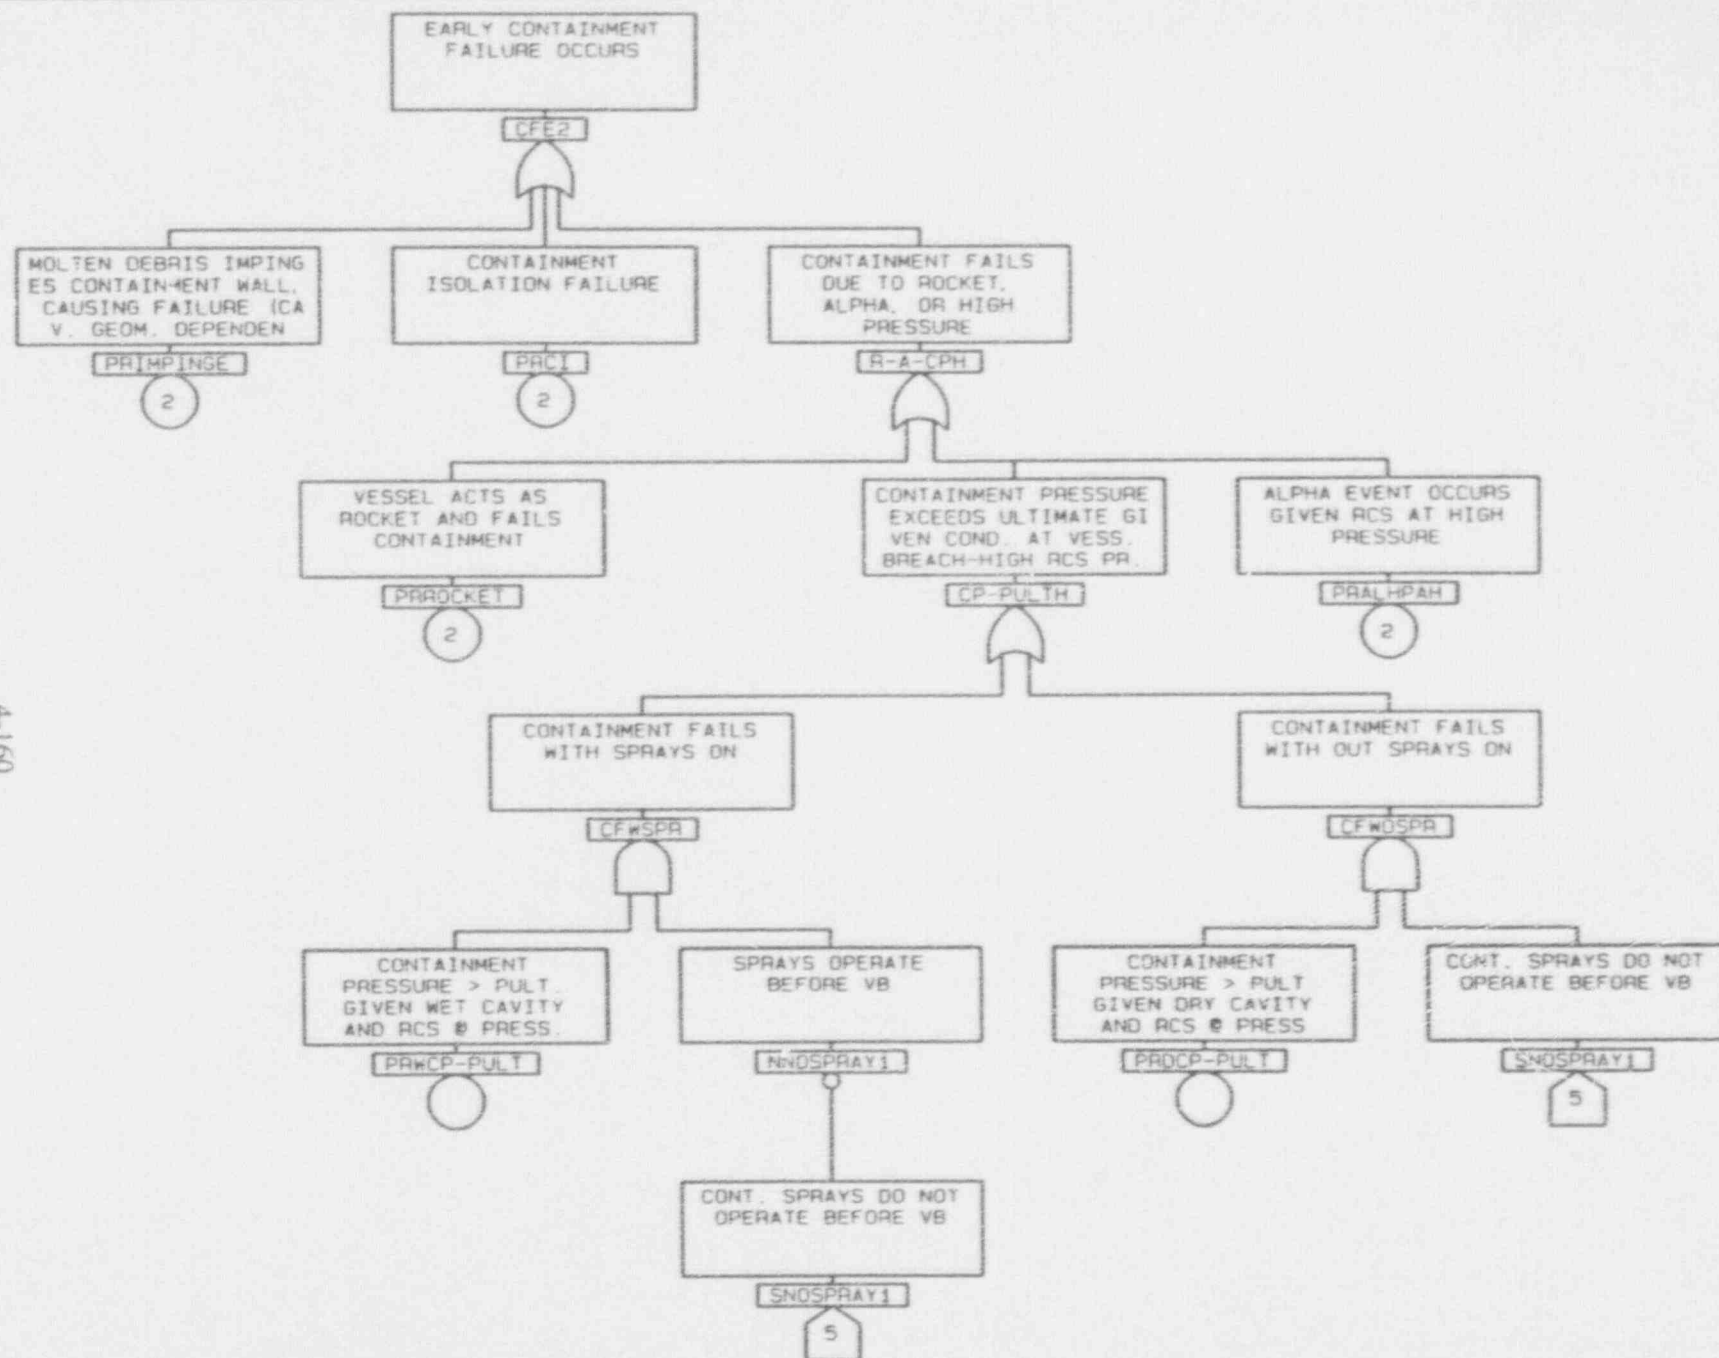 EARLY CONTAINMENT
FAILURE OCCURS
CFE2
MOLTEN DEBRIS IMPING
ES CONTAINMENT WALL,
CAUSING FAILURE (CA
V. GEOM. DEPENDEN
PRIMPINGE
2
CONTAINMENT
ISOLATION FAILURE
PRCI
2
CONTAINMENT FAILS
DUE TO ROCKET,
ALPHA, OR HIGH
PRESSURE
R-A-CPH
VESSEL ACTS AS
ROCKET AND FAILS
CONTAINMENT
PRROCKET
2
CONTAINMENT PRESSURE
EXCEEDS ULTIMATE GI
VEN COND. AT VESS.
BREACH-HIGH RCS PR.
CP-PULTH
ALPHA EVENT OCCURS
GIVEN RCS AT HIGH
PRESSURE
PRALHPAH
2
4-160
CONTAINMENT FAILS
WITH SPRAYS ON
CFWSPR
CONTAINMENT FAILS
WITH OUT SPRAYS ON
CFWOSPR
CONTAINMENT
PRESSURE > PULT.
GIVEN WET CAVITY
AND RCS @ PRESS.
PRWCP-PULT
SPRAYS OPERATE
BEFORE VB
NNOSPRAY1
CONTAINMENT
PRESSURE > PULT
GIVEN DRY CAVITY
AND RCS @ PRESS
PRDCP-PULT
CONT. SPRAYS DO NOT
OPERATE BEFORE VB
SNOSPRAY1
5
CONT. SPRAYS DO NOT
OPERATE BEFORE VB
SNOSPRAY1
5